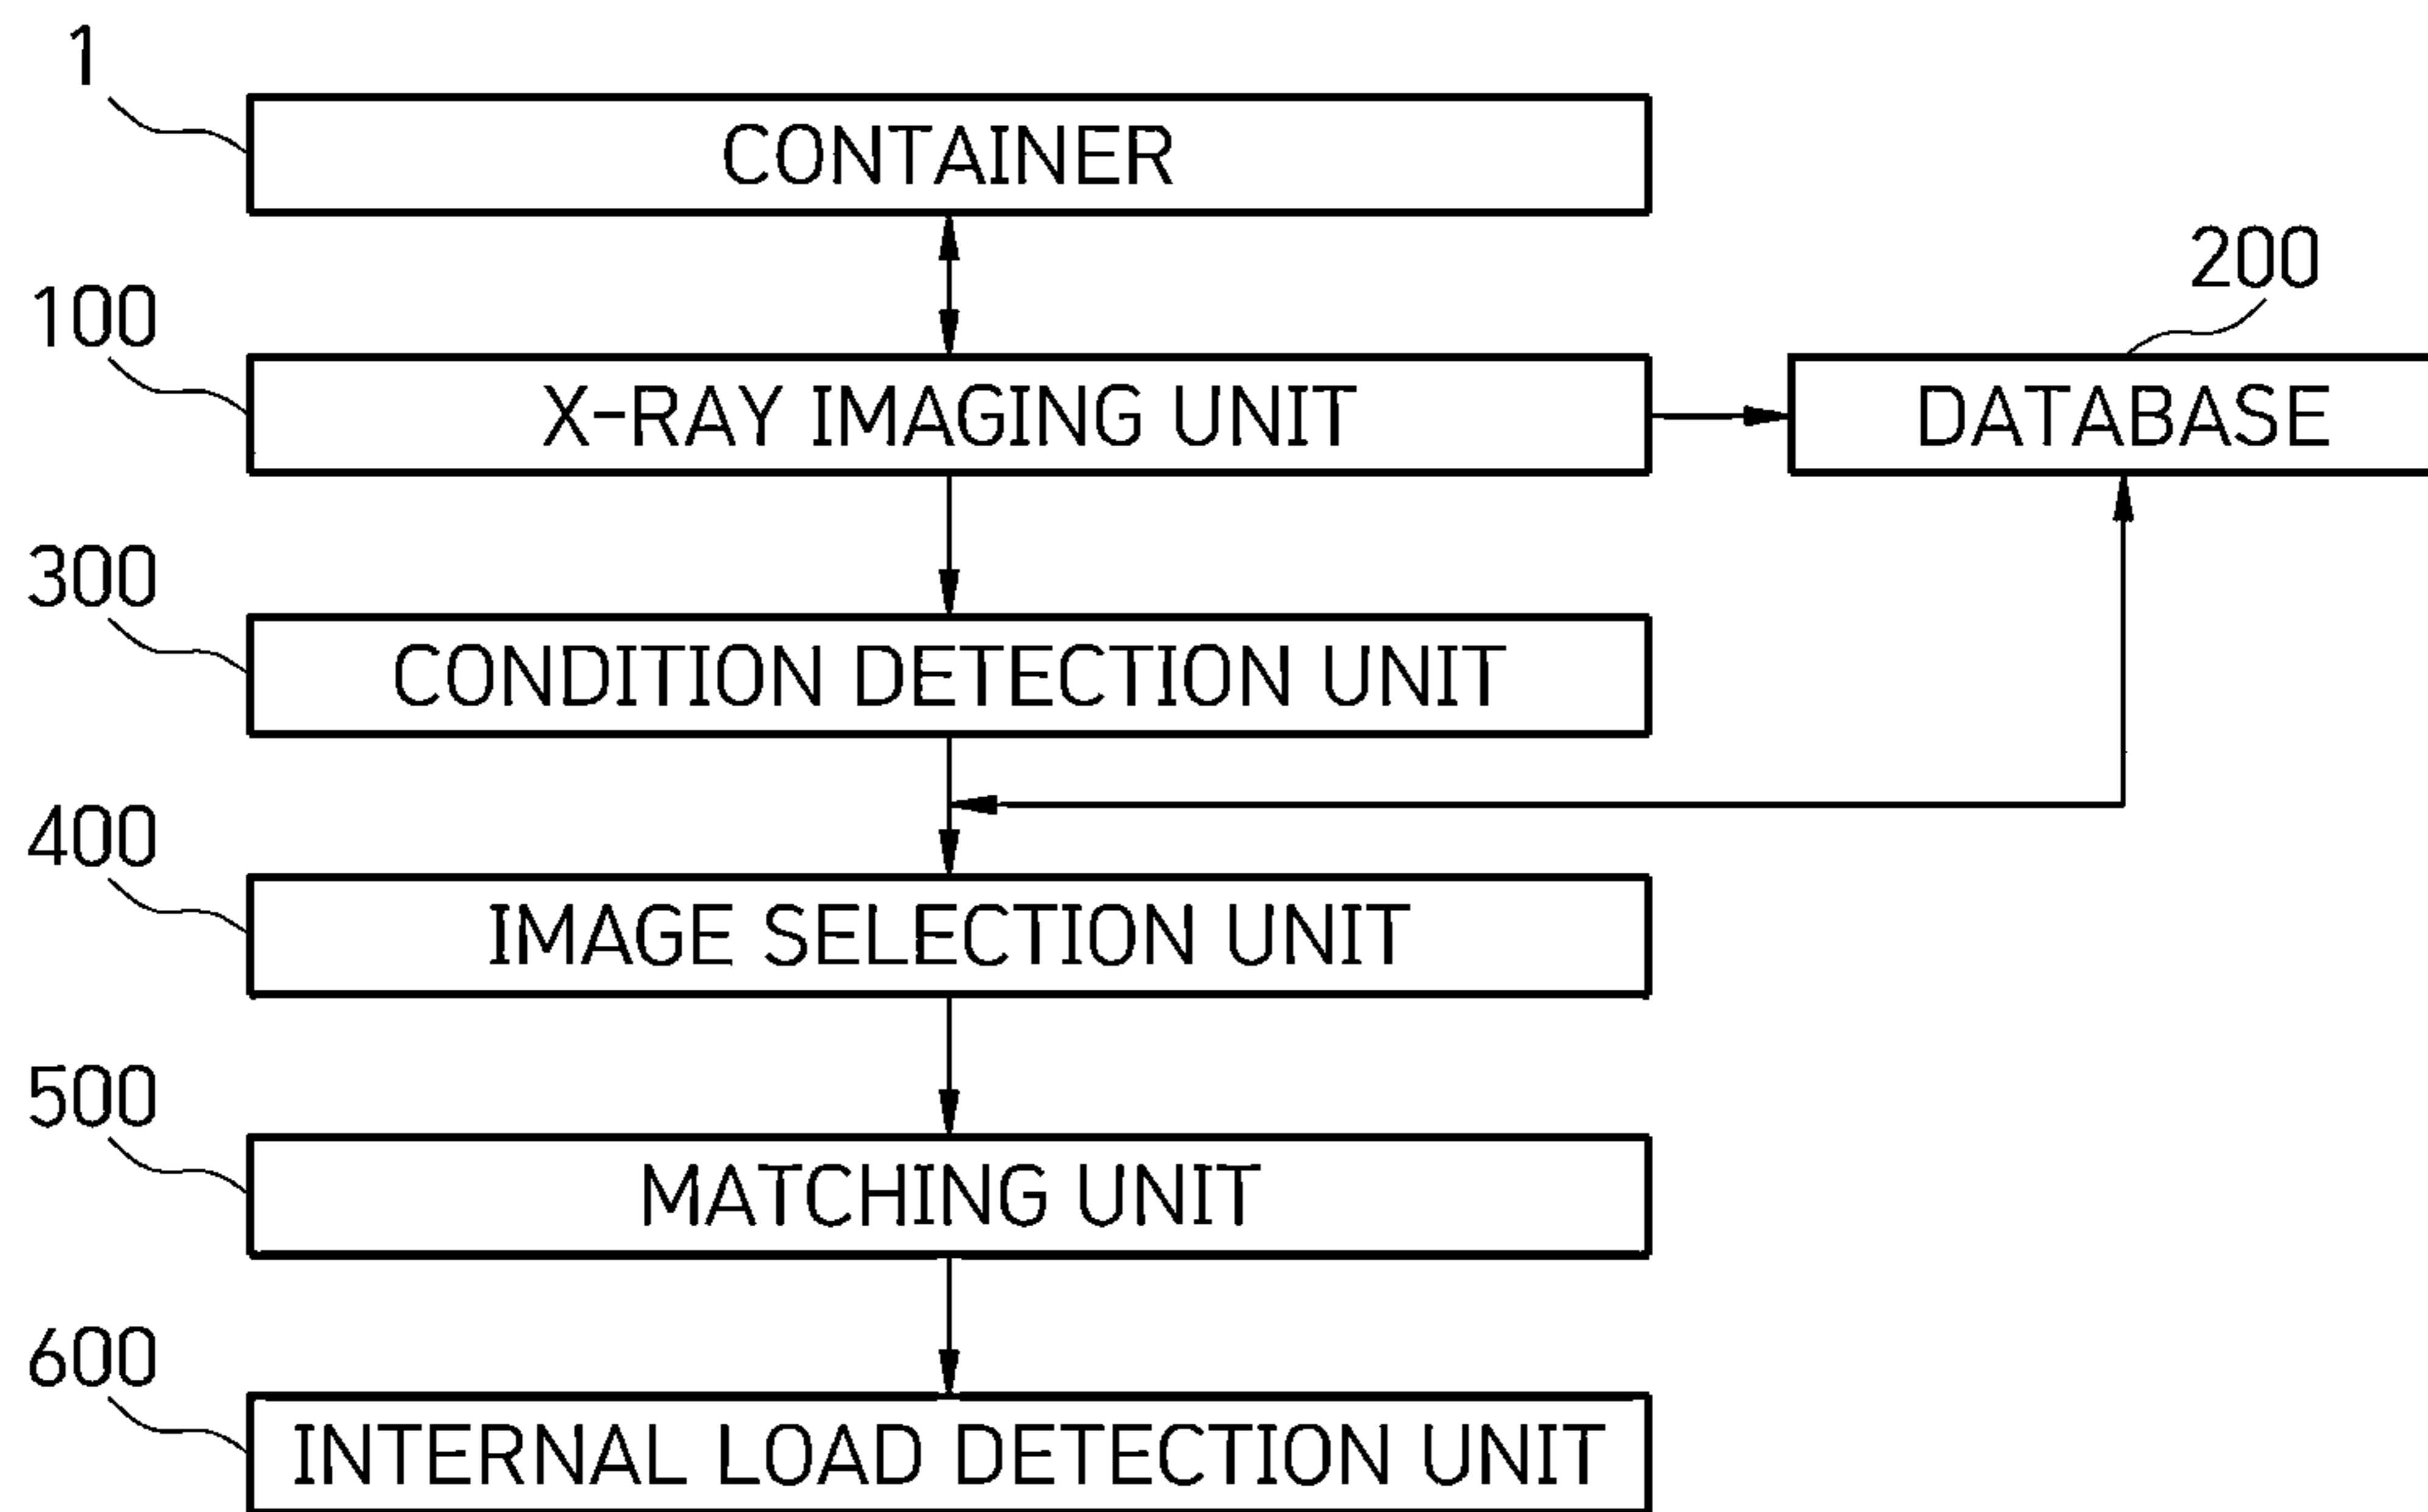 1
CONTAINER
200
100
X-RAY IMAGING UNIT
DATABASE
300
CONDITION DETECTION UNIT
400
IMAGE SELECTION UNIT
500
MATCHING UNIT
600
INTERNAL LOAD DETECTION UNIT